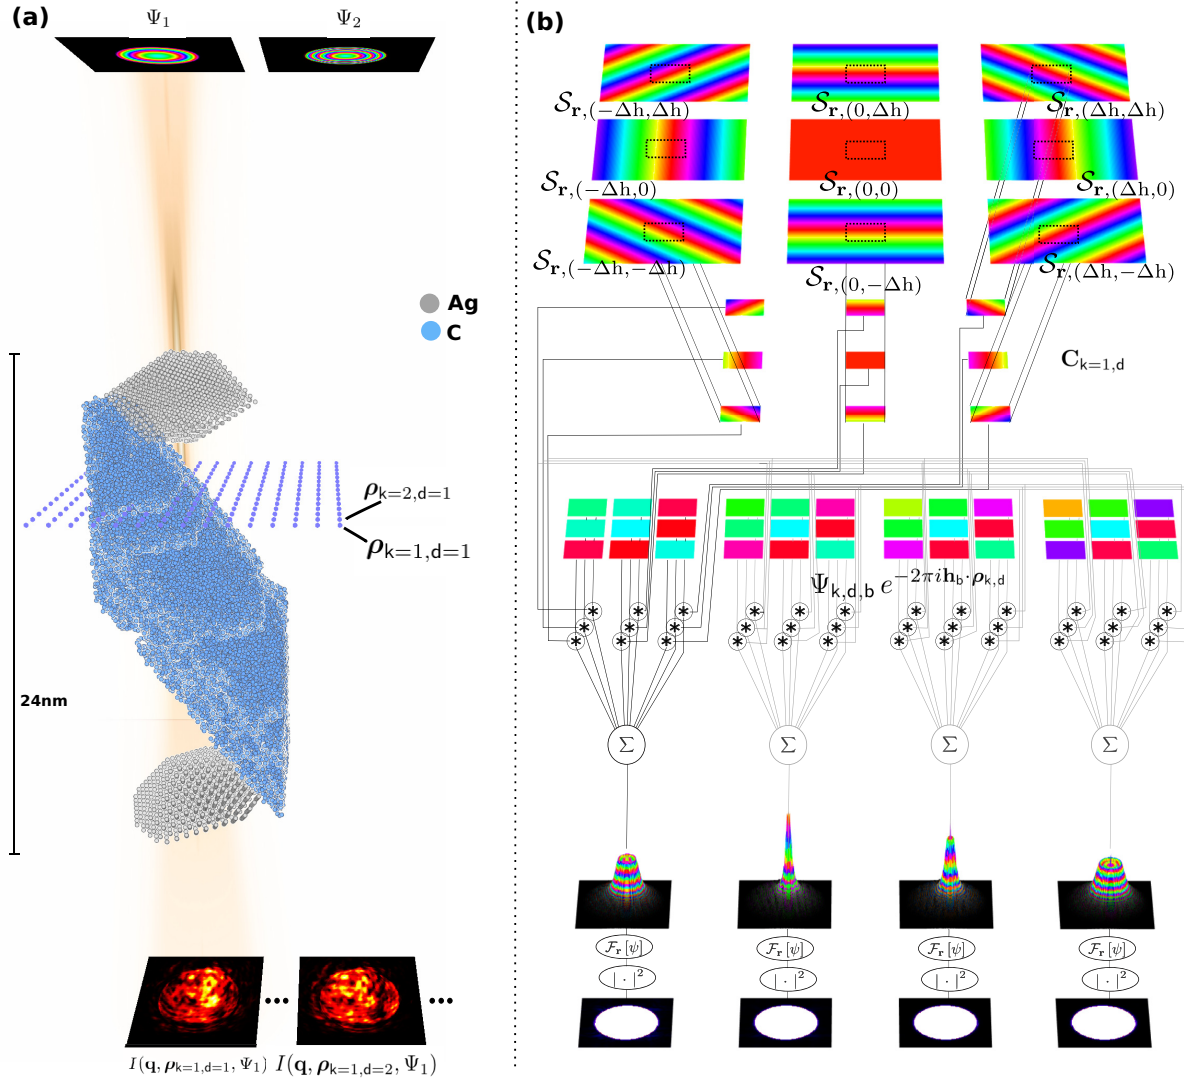 (a)
Ψ₁
Ψ₂
Ag
C
ρk=2,d=1
ρk=1,d=1
24nm
•••
•••
I(q, ρk=1,d=1, Ψ₁)
I(q, ρk=1,d=2, Ψ₁)
(b)
𝒮r,(−Δh,Δh)
𝒮r,(0,Δh)
𝒮r,(Δh,Δh)
𝒮r,(−Δh,0)
𝒮r,(0,0)
𝒮r,(Δh,0)
𝒮r,(−Δh,−Δh)
𝒮r,(0,−Δh)
𝒮r,(Δh,−Δh)
Ck=1,d
Ψk,d,b e^−2πihb·ρk,d
* * * * * * * * * * * *
* * * * * * * * * * * *
* * * * * * * * * * * *
Σ Σ Σ Σ
ℱr[ψ] ℱr[ψ] ℱr[ψ] ℱr[ψ]
|·|² |·|² |·|² |·|²